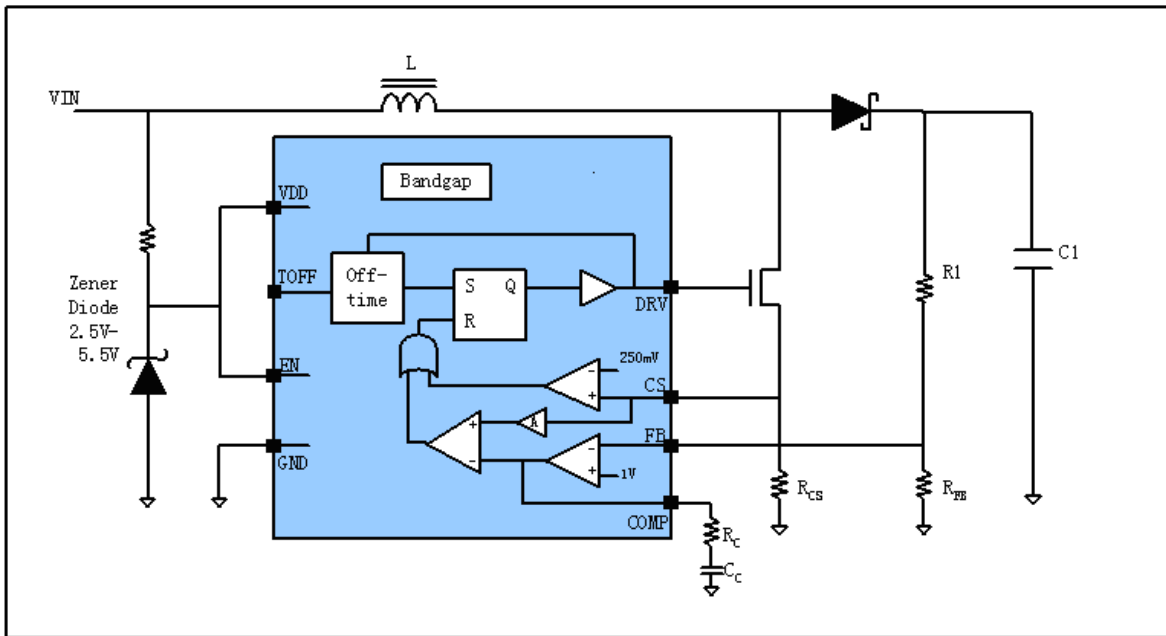 L
VIN
Bandgap
VDD
TOFF
Off-
time
S
Q
R
DRV
Zener
Diode
2.5V-
5.5V
R1
C1
EN
250mV
CS
A
FB
GND
1V
COMP
RCS
RFB
RC
CC